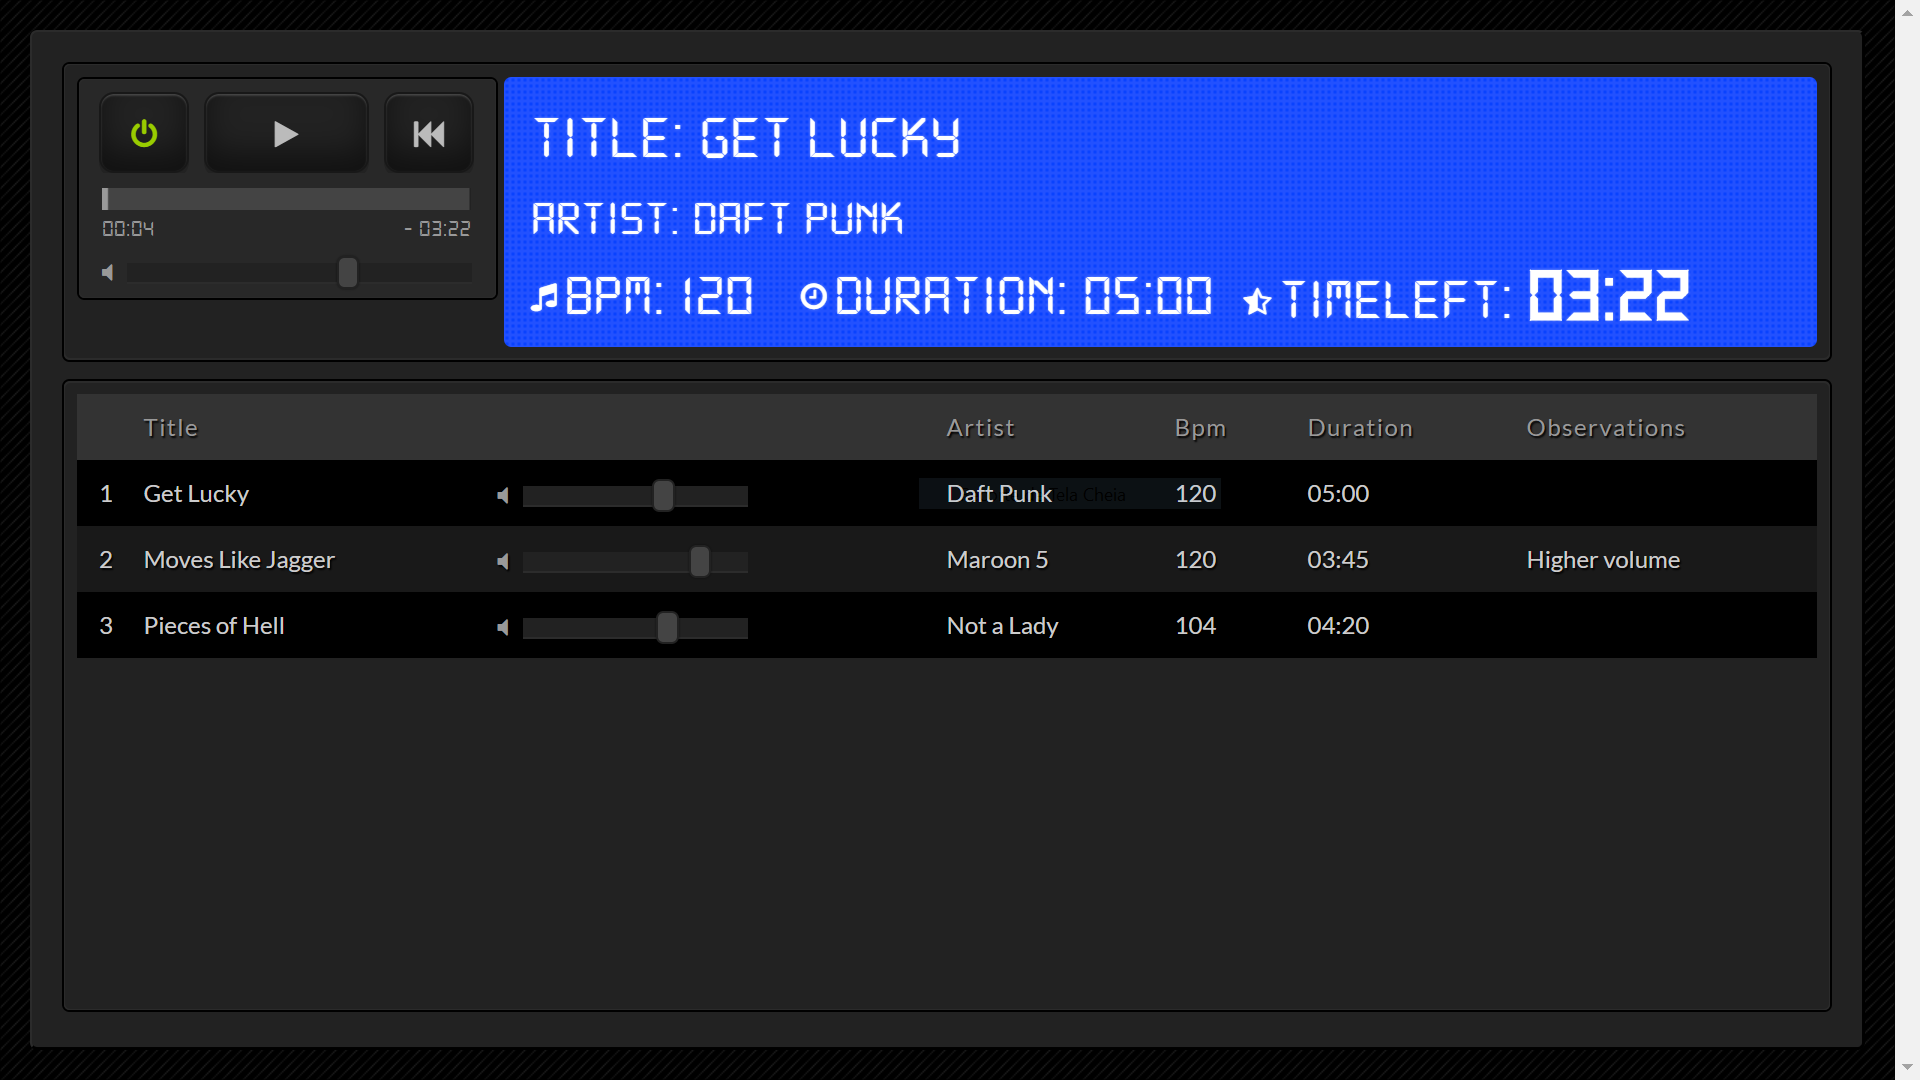 TITLE: GET LUCKY
ARTIST: DAFT PUNK
BPM: 120 DURATION: 05:00 TIMELEFT: 03:22
00:04 - 03:22
Title Artist Bpm Duration Observations
1 Get Lucky Daft Punk Tela Cheia 120 05:00
2 Moves Like Jagger Maroon 5 120 03:45 Higher volume
3 Pieces of Hell Not a Lady 104 04:20